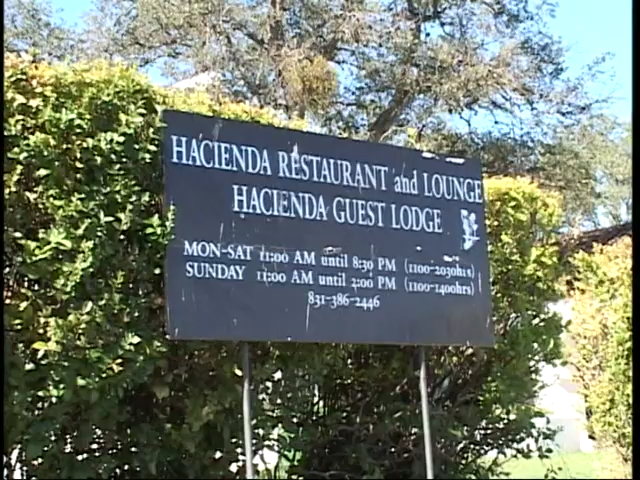 HACIENDA RESTAURANT and LOUNGE
HACIENDA GUEST LODGE
MON-SAT 11:00 AM until 8:30 PM (1100-2030hrs)
SUNDAY 11:00 AM until 2:00 PM (1100-1400hrs)
831-386-2446